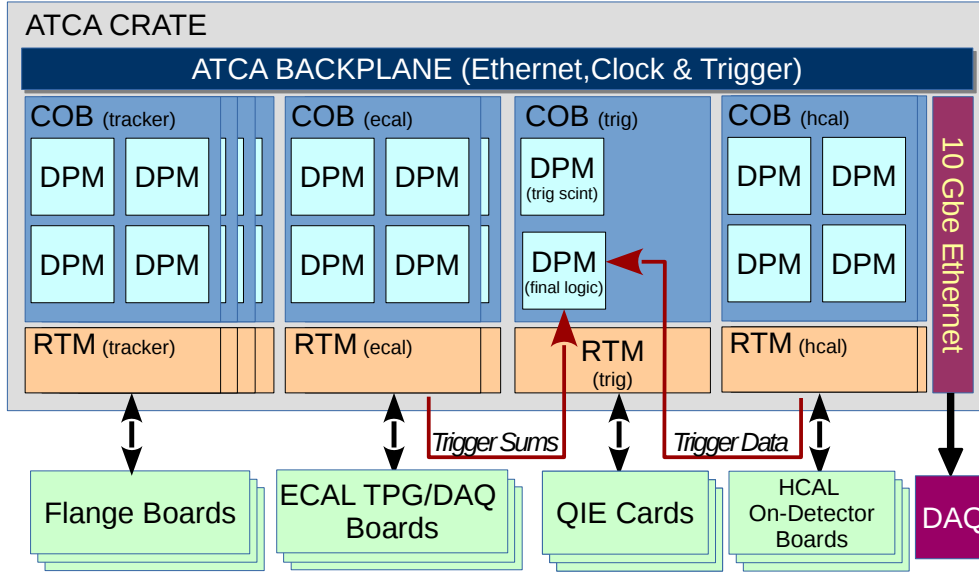 ATCA CRATE
ATCA BACKPLANE (Ethernet,Clock & Trigger)
COB (tracker)
DPM DPM
DPM DPM
RTM (tracker)
COB (ecal)
DPM DPM
DPM DPM
RTM (ecal)
COB (trig)
DPM
(trig scint)
DPM
(final logic)
RTM
(trig)
COB (hcal)
DPM DPM
DPM DPM
RTM (hcal)
10 Gbe Ethernet
Trigger Sums
Trigger Data
Flange Boards
ECAL TPG/DAQ
Boards
QIE Cards
HCAL
On-Detector
Boards
DAQ